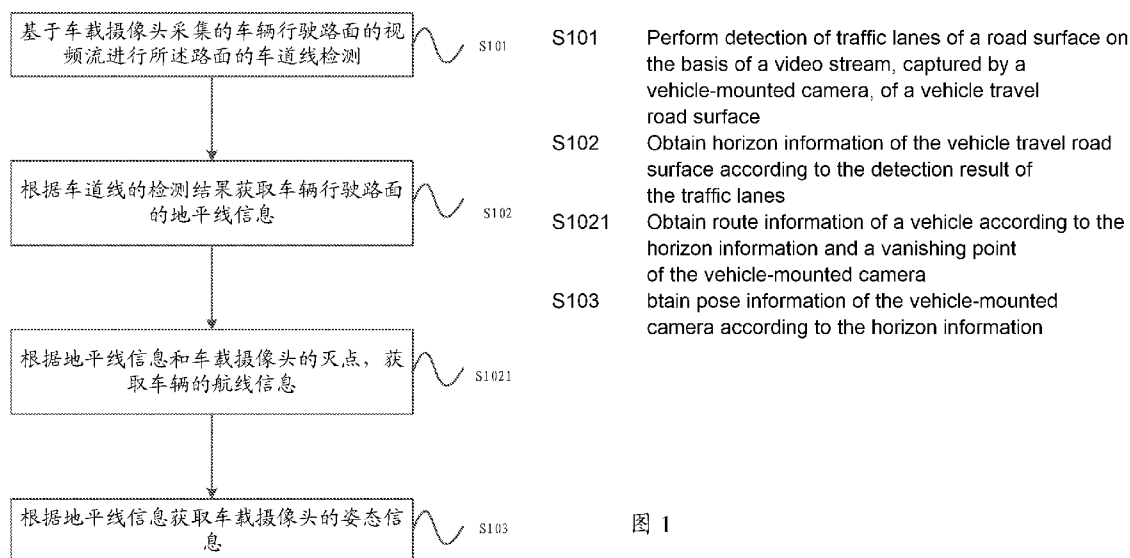 基于车载摄像头采集的车辆行驶路面的视
频流进行所述路面的车道线检测
S101
根据车道线的检测结果获取车辆行驶路面
的地平线信息
S102
根据地平线信息和车载摄像头的灭点，获
取车辆的航线信息
S1021
根据地平线信息获取车载摄像头的姿态信
息
S103
S101 Perform detection of traffic lanes of a road surface on
the basis of a video stream, captured by a
vehicle-mounted camera, of a vehicle travel
road surface
S102 Obtain horizon information of the vehicle travel road
surface according to the detection result of
the traffic lanes
S1021 Obtain route information of a vehicle according to the
horizon information and a vanishing point
of the vehicle-mounted camera
S103 btain pose information of the vehicle-mounted
camera according to the horizon information
图 1